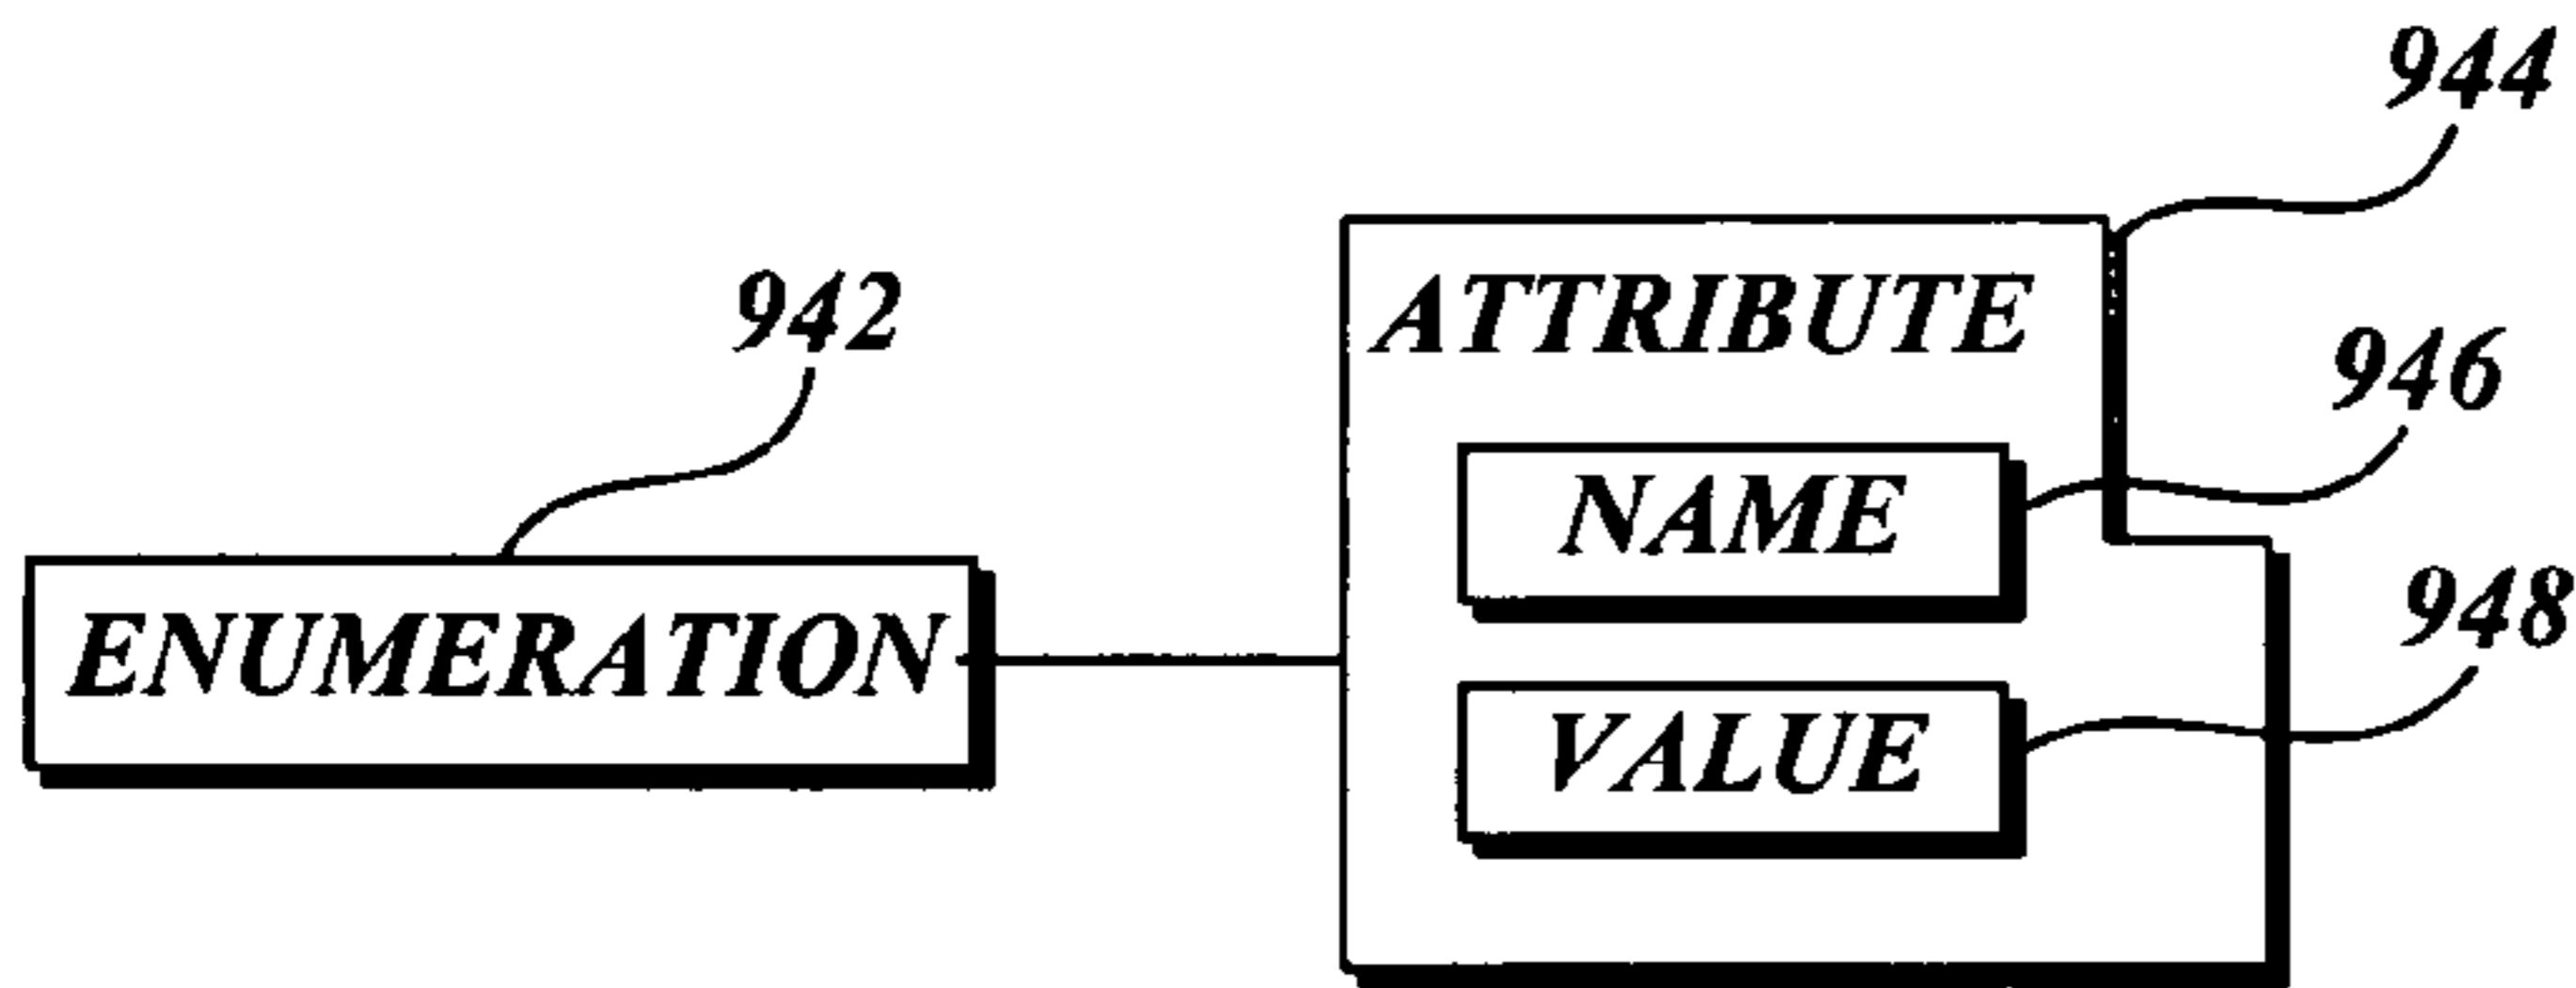 944
ATTRIBUTE
942
946
NAME
ENUMERATION
948
VALUE